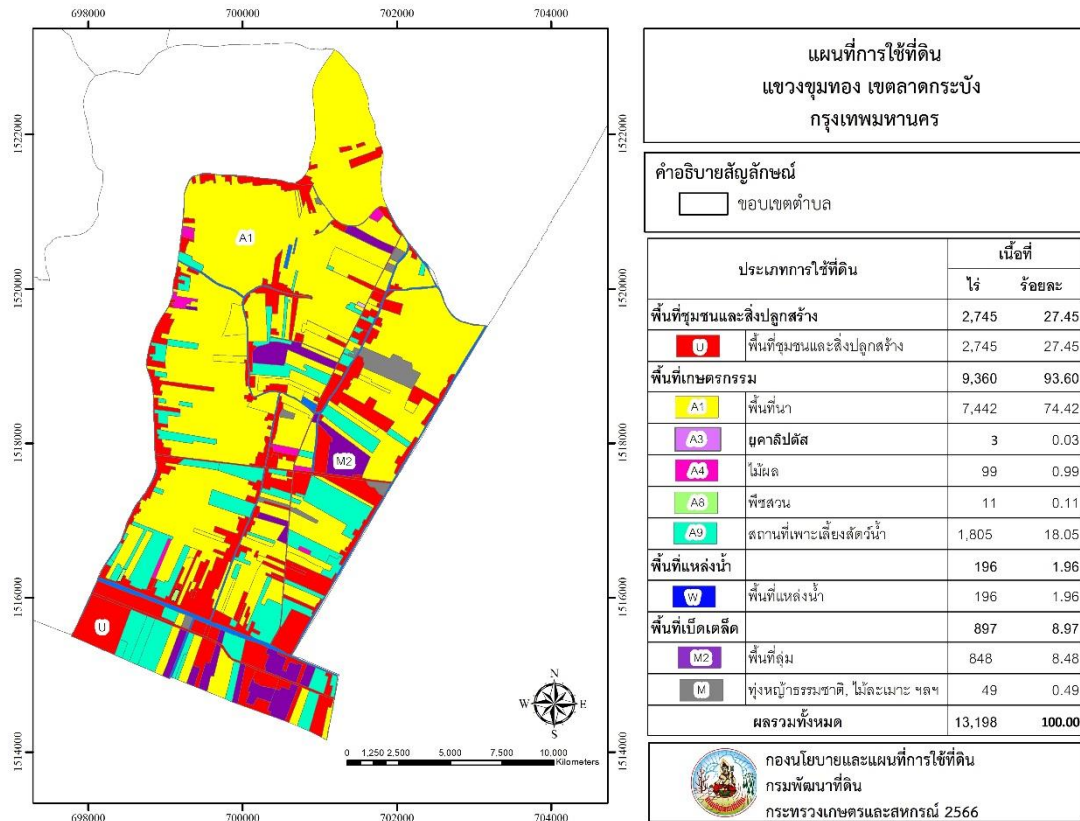 698000 700000 702000 704000
1522000
1520000
1518000
1516000
1514000
1522000
1520000
1518000
1516000
1514000
698000 700000 702000 704000
A1
M2
U
N
W E
S
0 1,250 2,500 5,000 7,500 10,000
Kilometers
แผนที่การใช้ที่ดิน
แขวงขุมทอง เขตลาดกระบัง
กรุงเทพมหานคร
คำอธิบายสัญลักษณ์
ขอบเขตตำบล
ประเภทการใช้ที่ดิน เนื้อที่
ไร่ ร้อยละ
พื้นที่ชุมชนและสิ่งปลูกสร้าง 2,745 27.45
U พื้นที่ชุมชนและสิ่งปลูกสร้าง 2,745 27.45
พื้นที่เกษตรกรรม 9,360 93.60
A1 พื้นที่นา 7,442 74.42
A3 ยูคาลิปตัส 3 0.03
A4 ไม้ผล 99 0.99
A8 พืชสวน 11 0.11
A9 สถานที่เพาะเลี้ยงสัตว์น้ำ 1,805 18.05
พื้นที่แหล่งน้ำ 196 1.96
W พื้นที่แหล่งน้ำ 196 1.96
พื้นที่เบ็ดเตล็ด 897 8.97
M2 พื้นที่ลุ่ม 848 8.48
M ทุ่งหญ้าธรรมชาติ, ไม้ละเมาะ ฯลฯ 49 0.49
ผลรวมทั้งหมด 13,198 100.00
กองนโยบายและแผนที่การใช้ที่ดิน
กรมพัฒนาที่ดิน
กระทรวงเกษตรและสหกรณ์ 2566